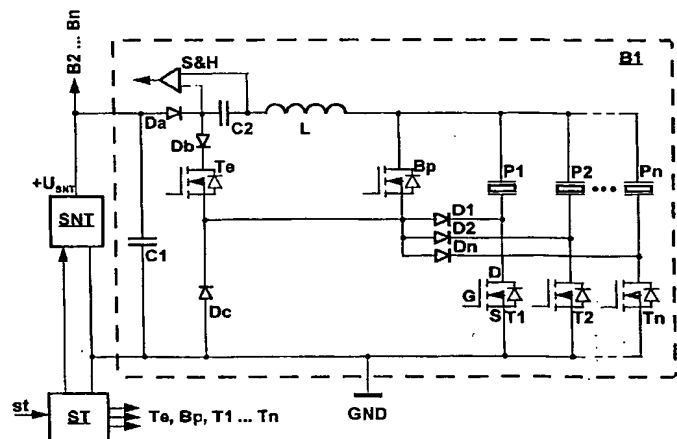 B2 ... Bn
S&H
B1
Da
C2
L
Db
Te
Bp
P1
P2
Pn
+U_SNT
SNT
C1
D1
D2
Dn
D
G
S
T1
T2
Tn
Dc
st
ST
Te, Bp, T1 ... Tn
GND